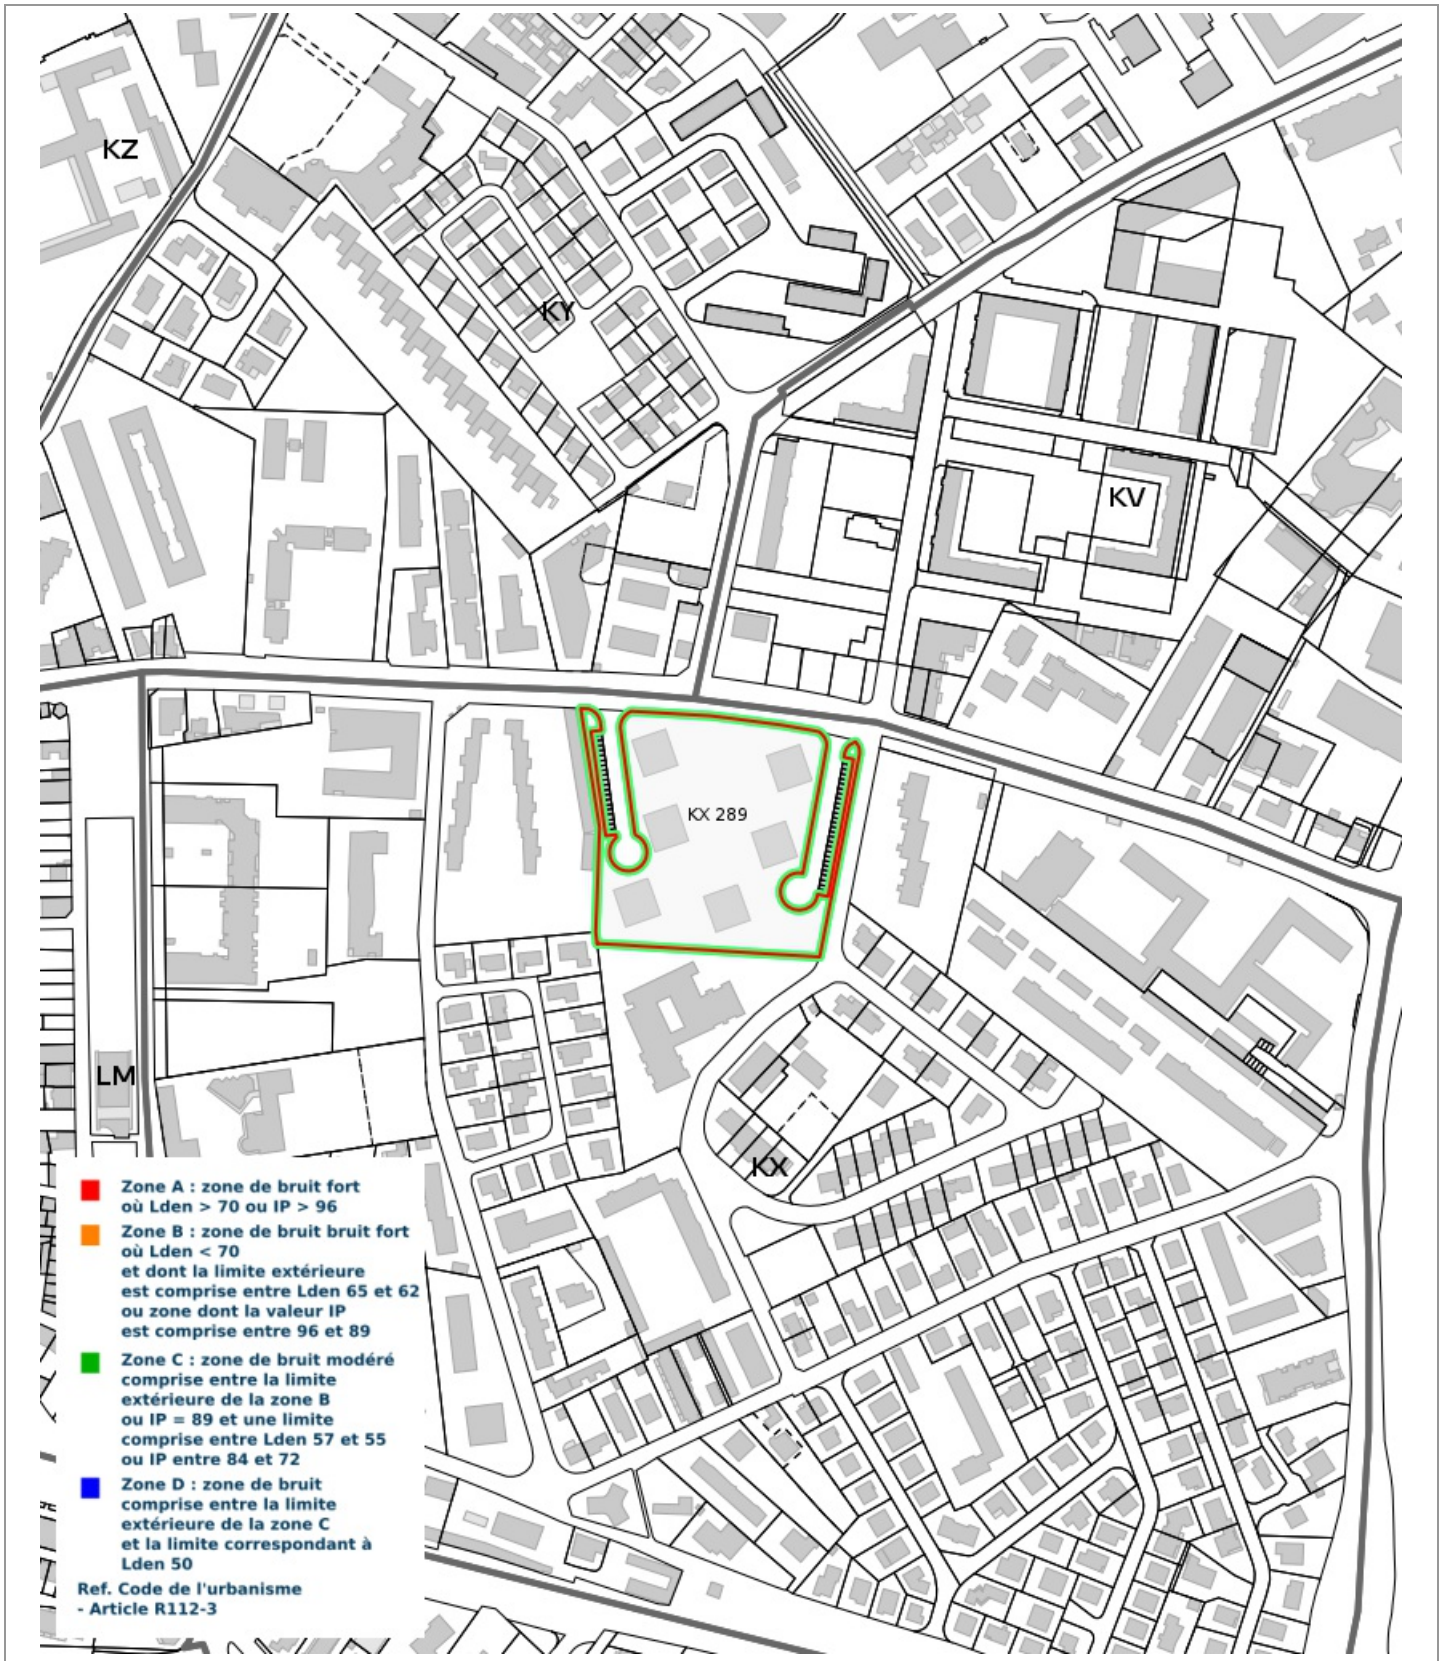 KZ
KY
KV
KX 289
LM
KX
Zone A : zone de bruit fort
où Lden > 70 ou IP > 96
Zone B : zone de bruit bruit fort
où Lden < 70
et dont la limite extérieure
est comprise entre Lden 65 et 62
ou zone dont la valeur IP
est comprise entre 96 et 89
Zone C : zone de bruit modéré
comprise entre la limite
extérieure de la zone B
ou IP = 89 et une limite
comprise entre Lden 57 et 55
ou IP entre 84 et 72
Zone D : zone de bruit
comprise entre la limite
extérieure de la zone C
et la limite correspondant à
Lden 50
Ref. Code de l'urbanisme
- Article R112-3